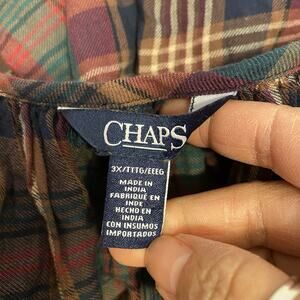 CHAPS
3X/TTTG/EEEG
MADE IN
INDIA
FABRIQUÉ EN
INDE
HECHO EN
INDIA
CON INSUMOS
IMPORTADOS